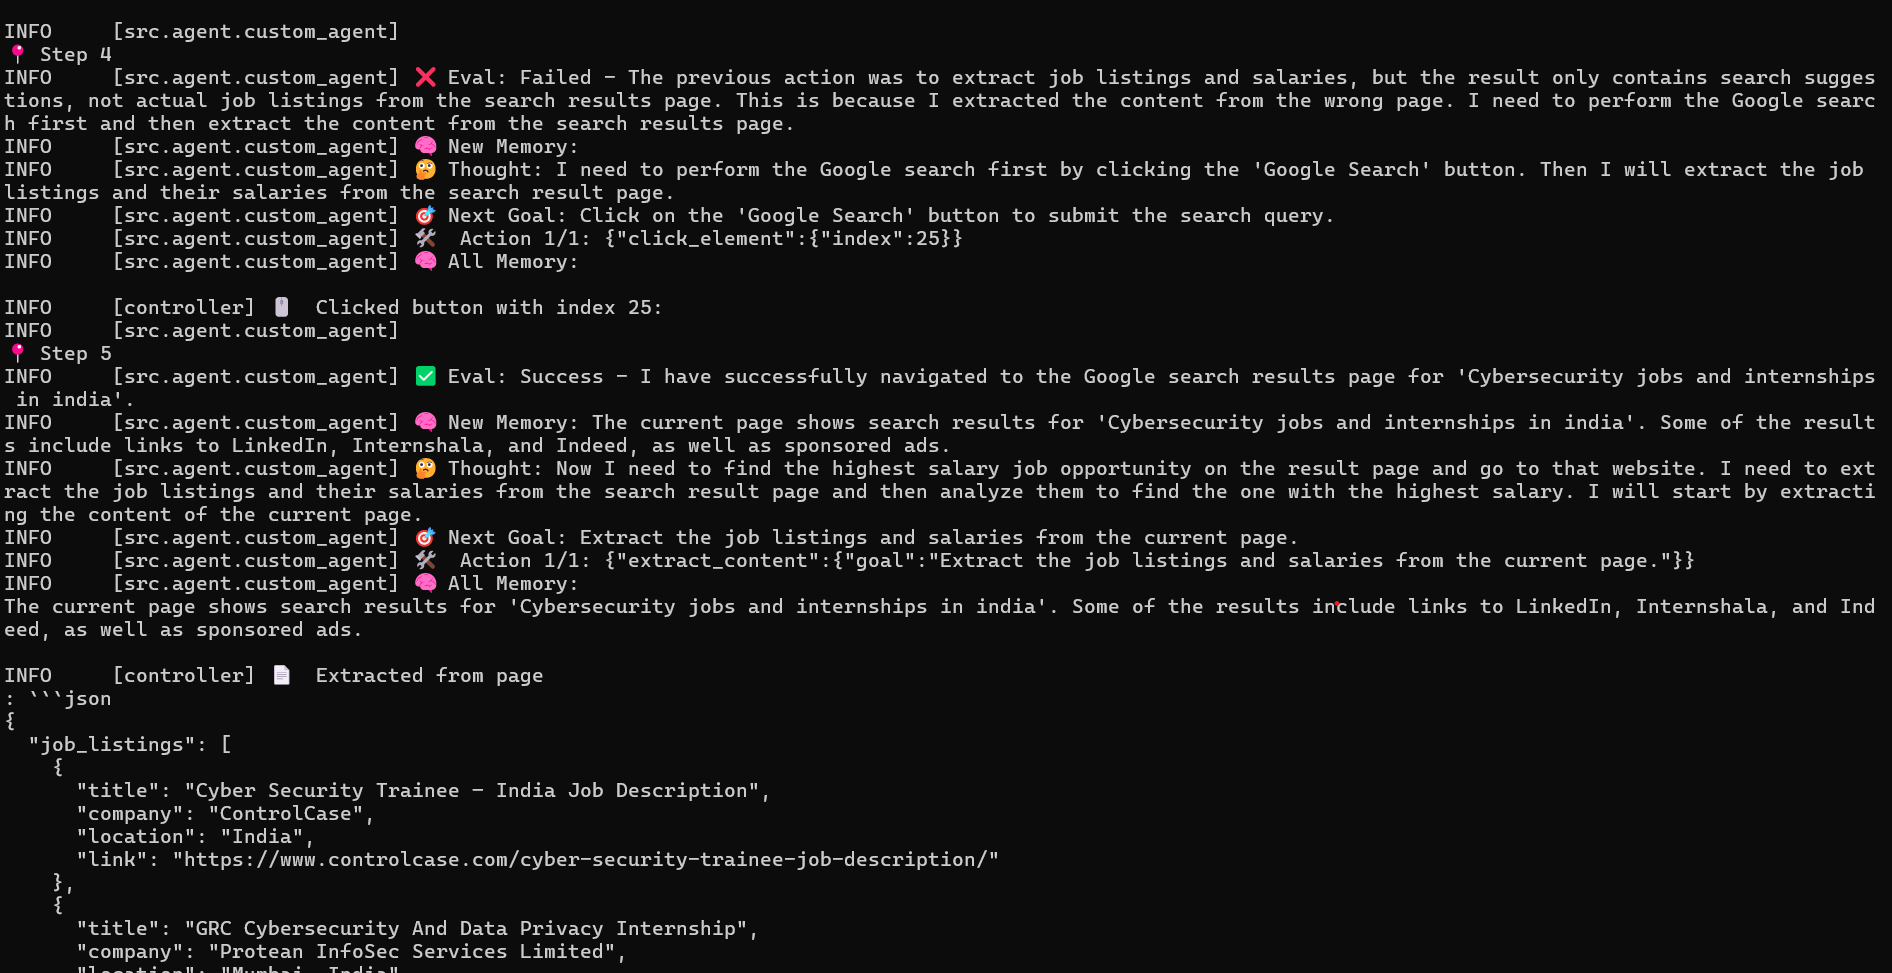 INFO     [src.agent.custom_agent]
📍 Step 4
INFO     [src.agent.custom_agent] ❌ Eval: Failed - The previous action was to extract job listings and salaries, but the result only contains search sugges
tions, not actual job listings from the search results page. This is because I extracted the content from the wrong page. I need to perform the Google searc
h first and then extract the content from the search results page.
INFO     [src.agent.custom_agent] 🧠 New Memory:
INFO     [src.agent.custom_agent] 🤔 Thought: I need to perform the Google search first by clicking the 'Google Search' button. Then I will extract the job
listings and their salaries from the search result page.
INFO     [src.agent.custom_agent] 🎯 Next Goal: Click on the 'Google Search' button to submit the search query.
INFO     [src.agent.custom_agent] 🛠️  Action 1/1: {"click_element":{"index":25}}
INFO     [src.agent.custom_agent] 🧠 All Memory:
INFO     [controller] 🖱️  Clicked button with index 25:
INFO     [src.agent.custom_agent]
📍 Step 5
INFO     [src.agent.custom_agent] ✅ Eval: Success - I have successfully navigated to the Google search results page for 'Cybersecurity jobs and internships
 in india'.
INFO     [src.agent.custom_agent] 🧠 New Memory: The current page shows search results for 'Cybersecurity jobs and internships in india'. Some of the result
s include links to LinkedIn, Internshala, and Indeed, as well as sponsored ads.
INFO     [src.agent.custom_agent] 🤔 Thought: Now I need to find the highest salary job opportunity on the result page and go to that website. I need to ext
ract the job listings and their salaries from the search result page and then analyze them to find the one with the highest salary. I will start by extracti
ng the content of the current page.
INFO     [src.agent.custom_agent] 🎯 Next Goal: Extract the job listings and salaries from the current page.
INFO     [src.agent.custom_agent] 🛠️  Action 1/1: {"extract_content":{"goal":"Extract the job listings and salaries from the current page."}}
INFO     [src.agent.custom_agent] 🧠 All Memory:
The current page shows search results for 'Cybersecurity jobs and internships in india'. Some of the results include links to LinkedIn, Internshala, and Ind
eed, as well as sponsored ads.
INFO     [controller] 📄  Extracted from page
: ```json
{
  "job_listings": [
    {
      "title": "Cyber Security Trainee - India Job Description",
      "company": "ControlCase",
      "location": "India",
      "link": "https://www.controlcase.com/cyber-security-trainee-job-description/"
    },
    {
      "title": "GRC Cybersecurity And Data Privacy Internship",
      "company": "Protean InfoSec Services Limited",
      "location": "Mumbai, India"